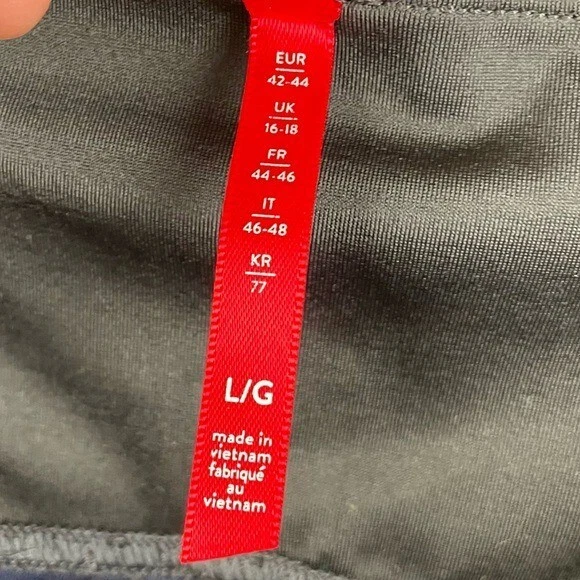 EUR
42-44
UK
16-18
FR
44-46
IT
46-48
KR
77
L/G
made in
vietnam
fabriqué
au
vietnam